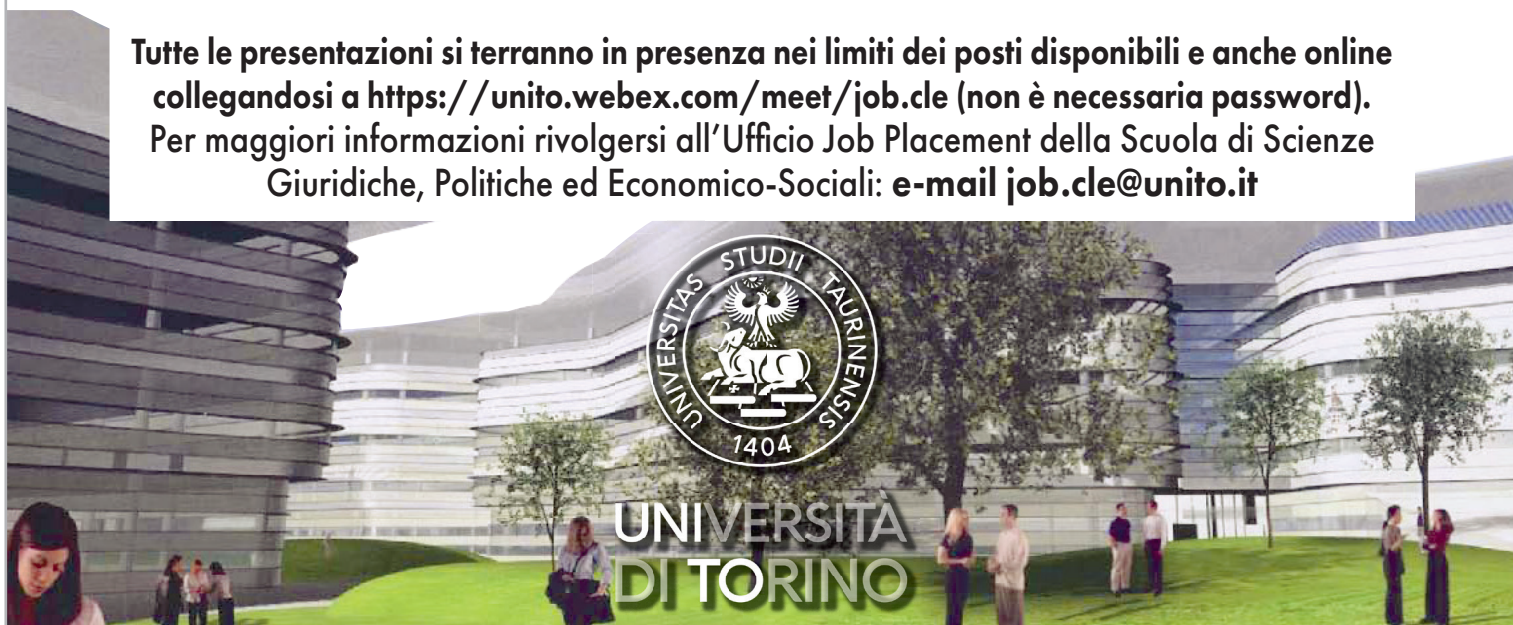 Tutte le presentazioni si terranno in presenza nei limiti dei posti disponibili e anche online
collegandosi a https://unito.webex.com/meet/job.cle (non è necessaria password).
Per maggiori informazioni rivolgersi all’Ufficio Job Placement della Scuola di Scienze
Giuridiche, Politiche ed Economico-Sociali: e-mail job.cle@unito.it
UNIVERSITAS STUDII TAURINENSIS
1404
UNIVERSITÀ
DI TORINO